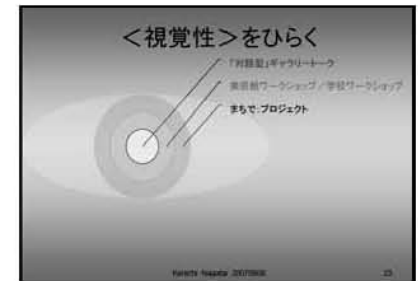 ＜視覚性＞をひらく
「対話型」ギャラリートーク
美術館ワークショップ／学校ワークショップ
まちで:プロジェクト
23